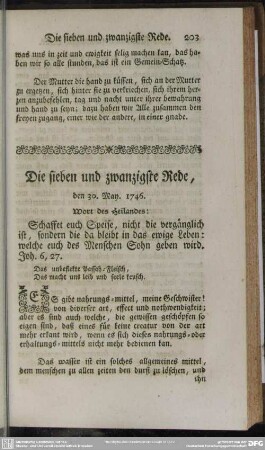 Die sieben und zwanzigste Rede. 203
was uns in zeit und ewigkeit selig machen kan, das ha-
ben wir so alle stunden, das ist ein Gemein-Schatz.
Der Mutter die hand zu küssen, sich an der Mutter
zu ergetzen, sich hinter sie zu verkriechen, sich ihrem her-
zen anzubefehlen, tag und nacht unter ihrer bewahrung
und hand zu seyn; dazu haben wir alle zusammen den
freyen zugang, einer wie der andere, in einer gnade.
Die sieben und zwanzigste Rede,
den 30. May. 1746.
Wort des Heilandes:
Schaffet euch Speise, nicht die vergänglich
ist, sondern die da bleibt in das ewige Leben:
welche euch des Menschen Sohn geben wird,
Joh. 6, 27.
Das unbeflekte Passah-Fleisch,
Das macht uns leib und seele keusch.
ES gibt nahrungs-mittel, meine Geschwister!
von diverser art, effect und nothwendigkeit;
aber es sind auch welche, die gewissen geschöpfen so
eigen sind, daß eines für seine creatur von der art
mehr erkant wird, wenn es sich dieses nahrungs-oder
erhaltungs-mittels nicht mehr bedienen kan.
Das wasser ist ein solches allgemeines mittel,
dem menschen zu allen zeiten den durst zu löschen, und
ihn